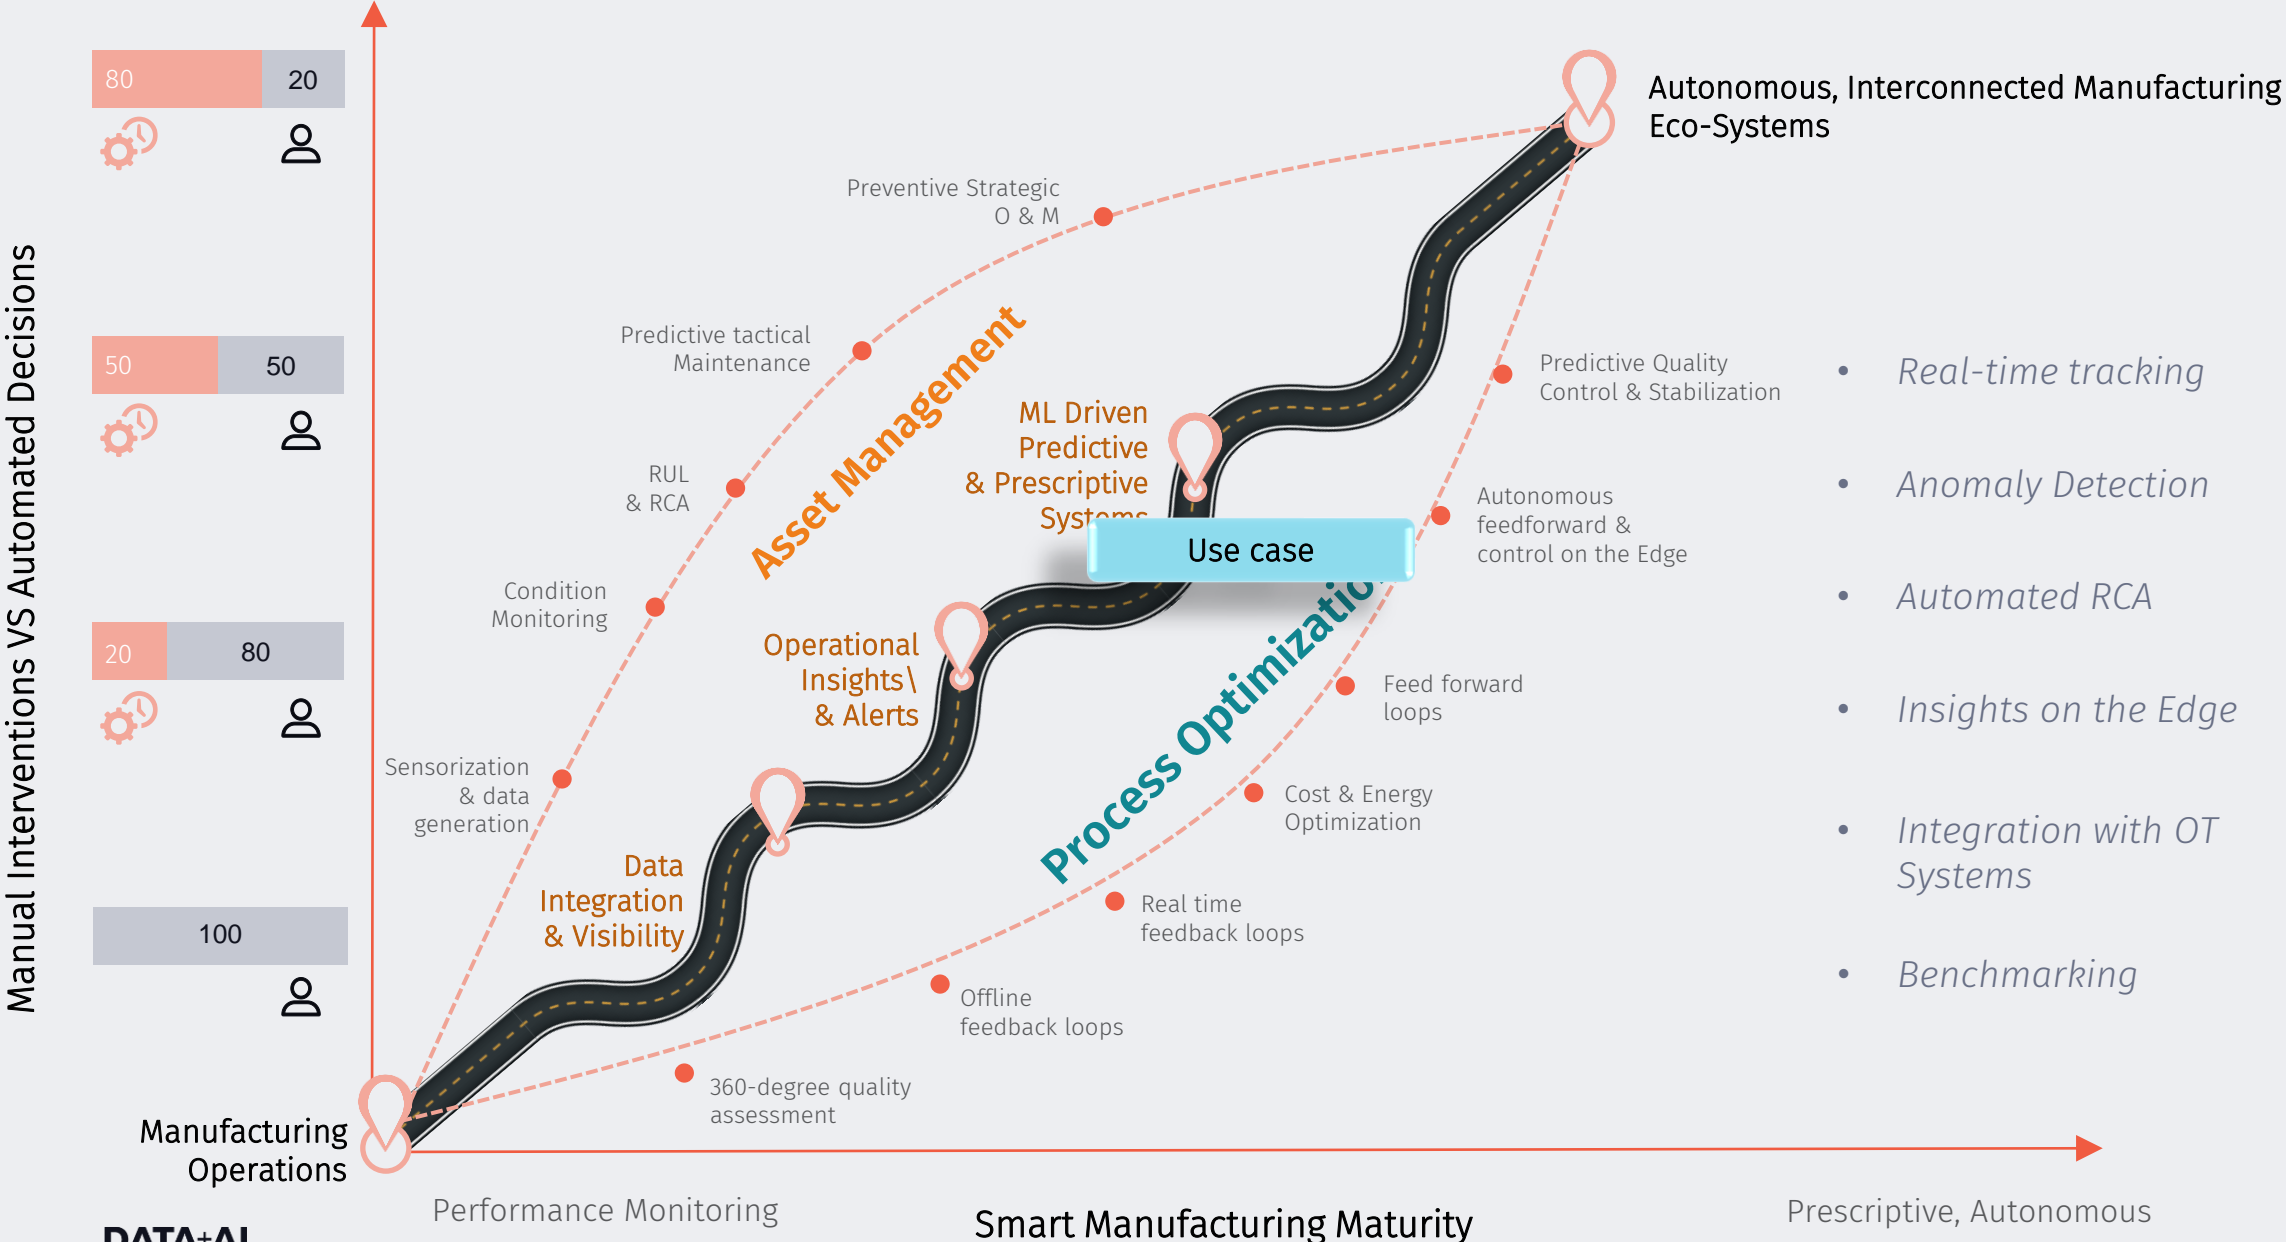 80
20
Autonomous, Interconnected Manufacturing
Eco-Systems
Preventive Strategic
O & M
Manual Interventions VS Automated Decisions
Predictive tactical
Maintenance
50
50
Asset Management
ML Driven
Predictive
& Prescriptive
Systems
Predictive Quality
Control & Stabilization
RUL
& RCA
Autonomous
feedforward &
control on the Edge
Use case
Condition
Monitoring
20
80
Operational
Insights\
& Alerts
Process Optimization
Feed forward
loops
Sensorization
& data
generation
Cost & Energy
Optimization
Data
Integration
& Visibility
Real time
feedback loops
100
Offline
feedback loops
360-degree quality
assessment
Manufacturing
Operations
• Real-time tracking
• Anomaly Detection
• Automated RCA
• Insights on the Edge
• Integration with OT
Systems
• Benchmarking
Performance Monitoring
Smart Manufacturing Maturity
Prescriptive, Autonomous
DATA+AI